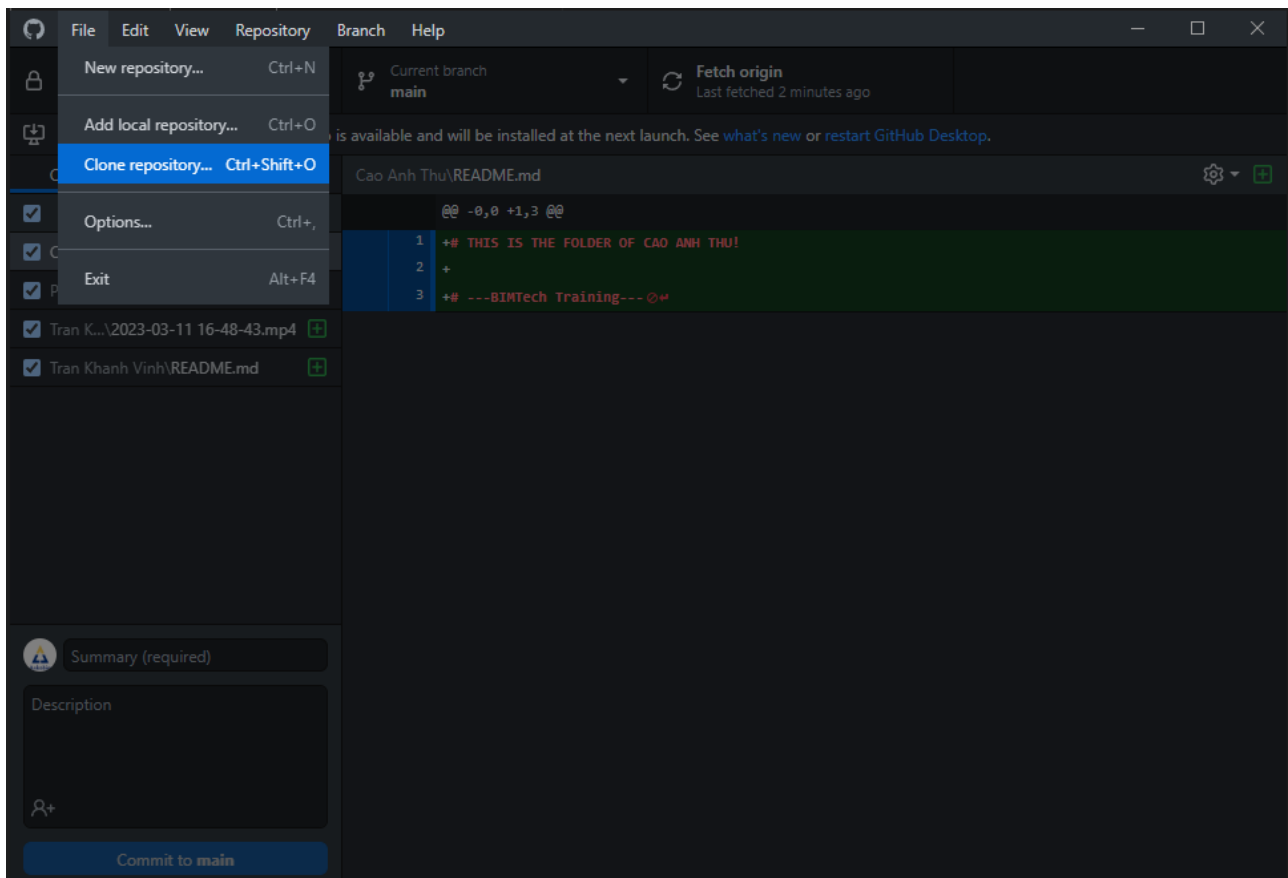 File Edit View Repository Branch Help
New repository... Ctrl+N
Current branch
main
Fetch origin
Last fetched 2 minutes ago
Add local repository... Ctrl+O
is available and will be installed at the next launch. See what's new or restart GitHub Desktop.
Clone repository... Ctrl+Shift+O
Cao Anh Thu\README.md
@@ -0,0 +1,3 @@
Options... Ctrl+,
1 +# THIS IS THE FOLDER OF CAO ANH THU!
2 +
Exit Alt+F4
3 +# ---BIMTech Training---
Tran K...\2023-03-11 16-48-43.mp4
Tran Khanh Vinh\README.md
Summary (required)
Description
Commit to main